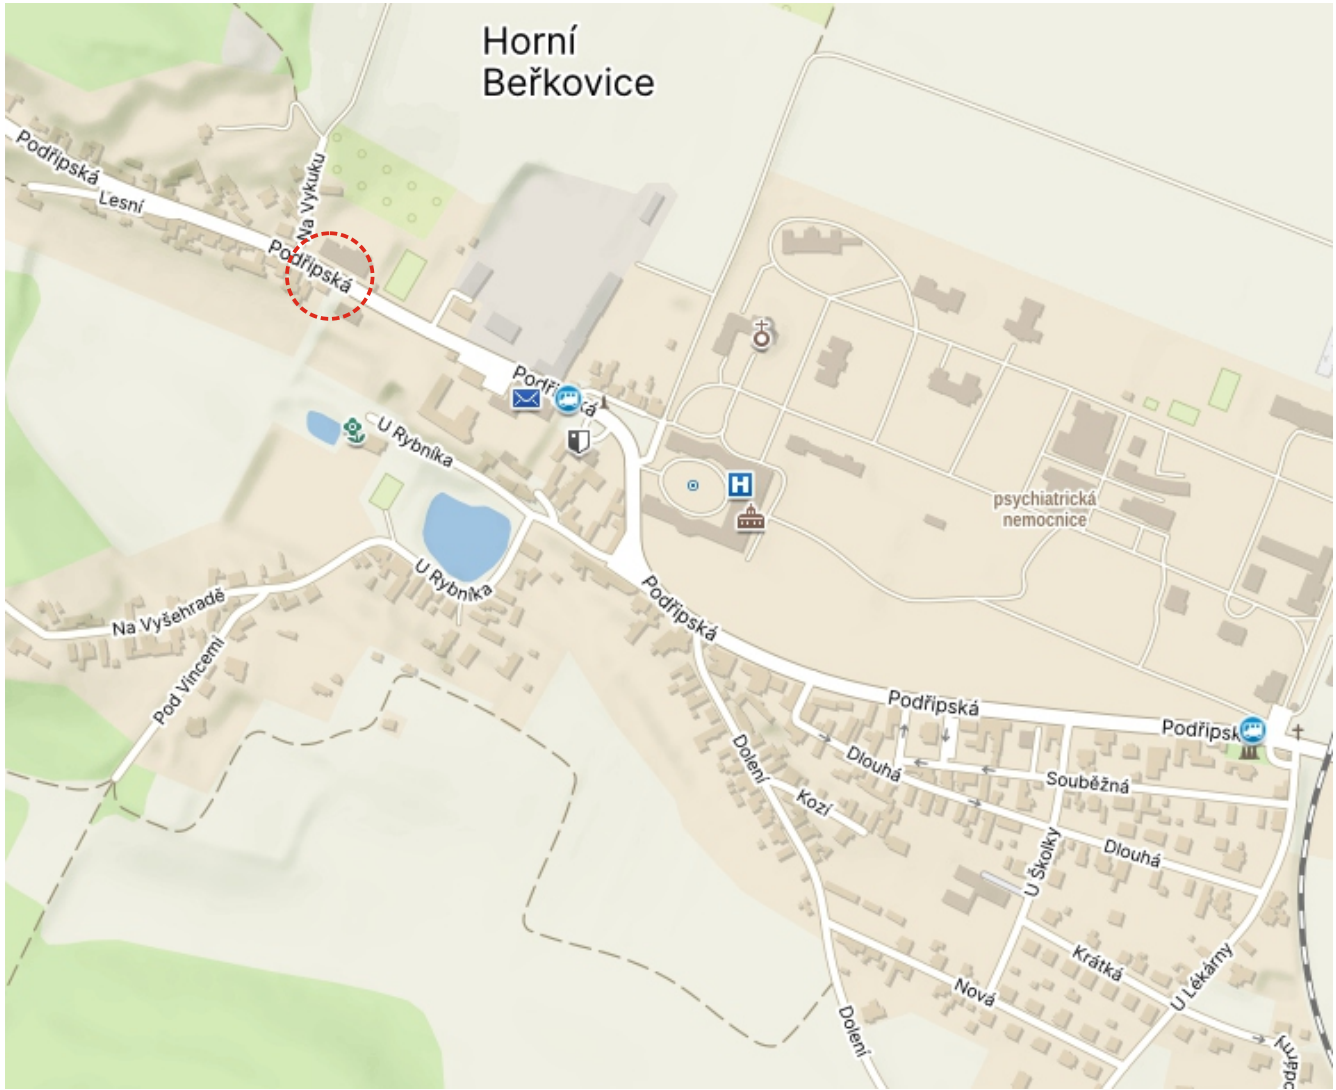 Horní
Beřkovice
Podřipská
Lesní
Na Vykuku
Podřipská
Podřipská
U Rybníka
H
psychiatrická
nemocnice
U Rybníka
Na Vyšehradě
Podřipská
Pod Vincemi
Podřipská
Podřipsk
Dolení
Dlouhá
Souběžná
Kozí
Dlouhá
U Školky
Krátká
U Lékárny
Nová
Dolení